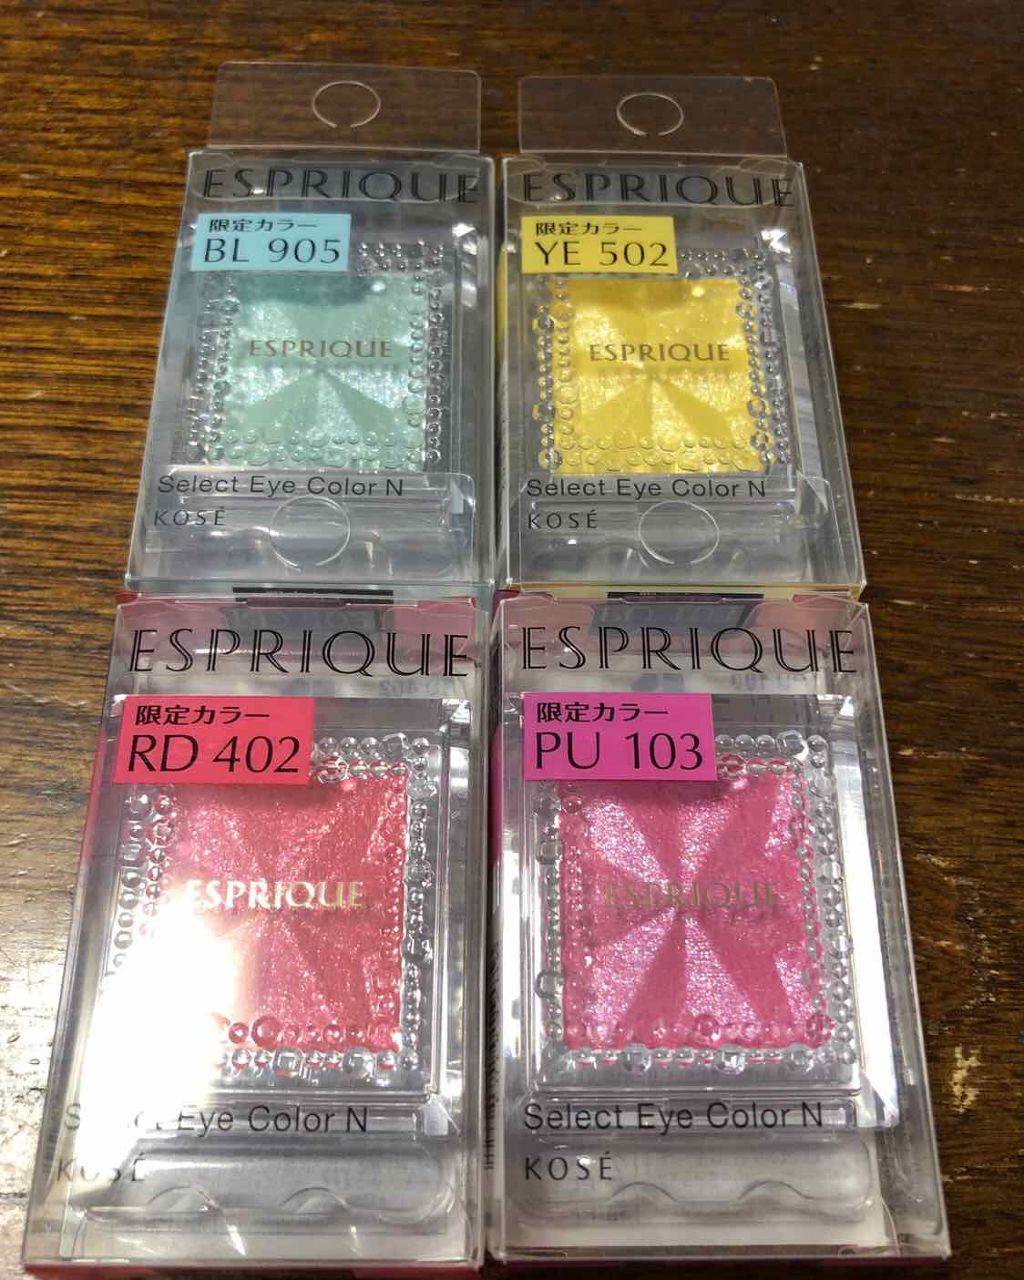 ESPRIQUE
限定カラー
BL 905
ESPRIQUE
Select Eye Color N
KOSÉ
ESPRIQUE
限定カラー
YE 502
ESPRIQUE
Select Eye Color N
KOSÉ
ESPRIQUE
限定カラー
RD 402
ESPRIQUE
Eye Color N
KOSÉ
ESPRIQUE
限定カラー
PU 103
ESPRIQUE
Select Eye Color N
KOSÉ